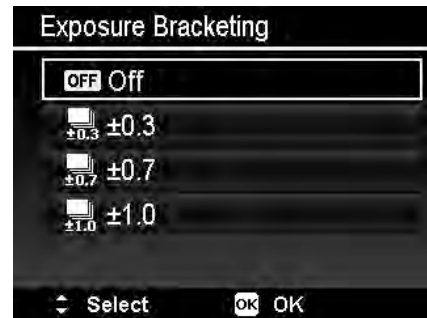 Exposure Bracketing
OFF Off
±0.3 ±0.3
±0.7 ±0.7
±1.0 ±1.0
Select OK OK